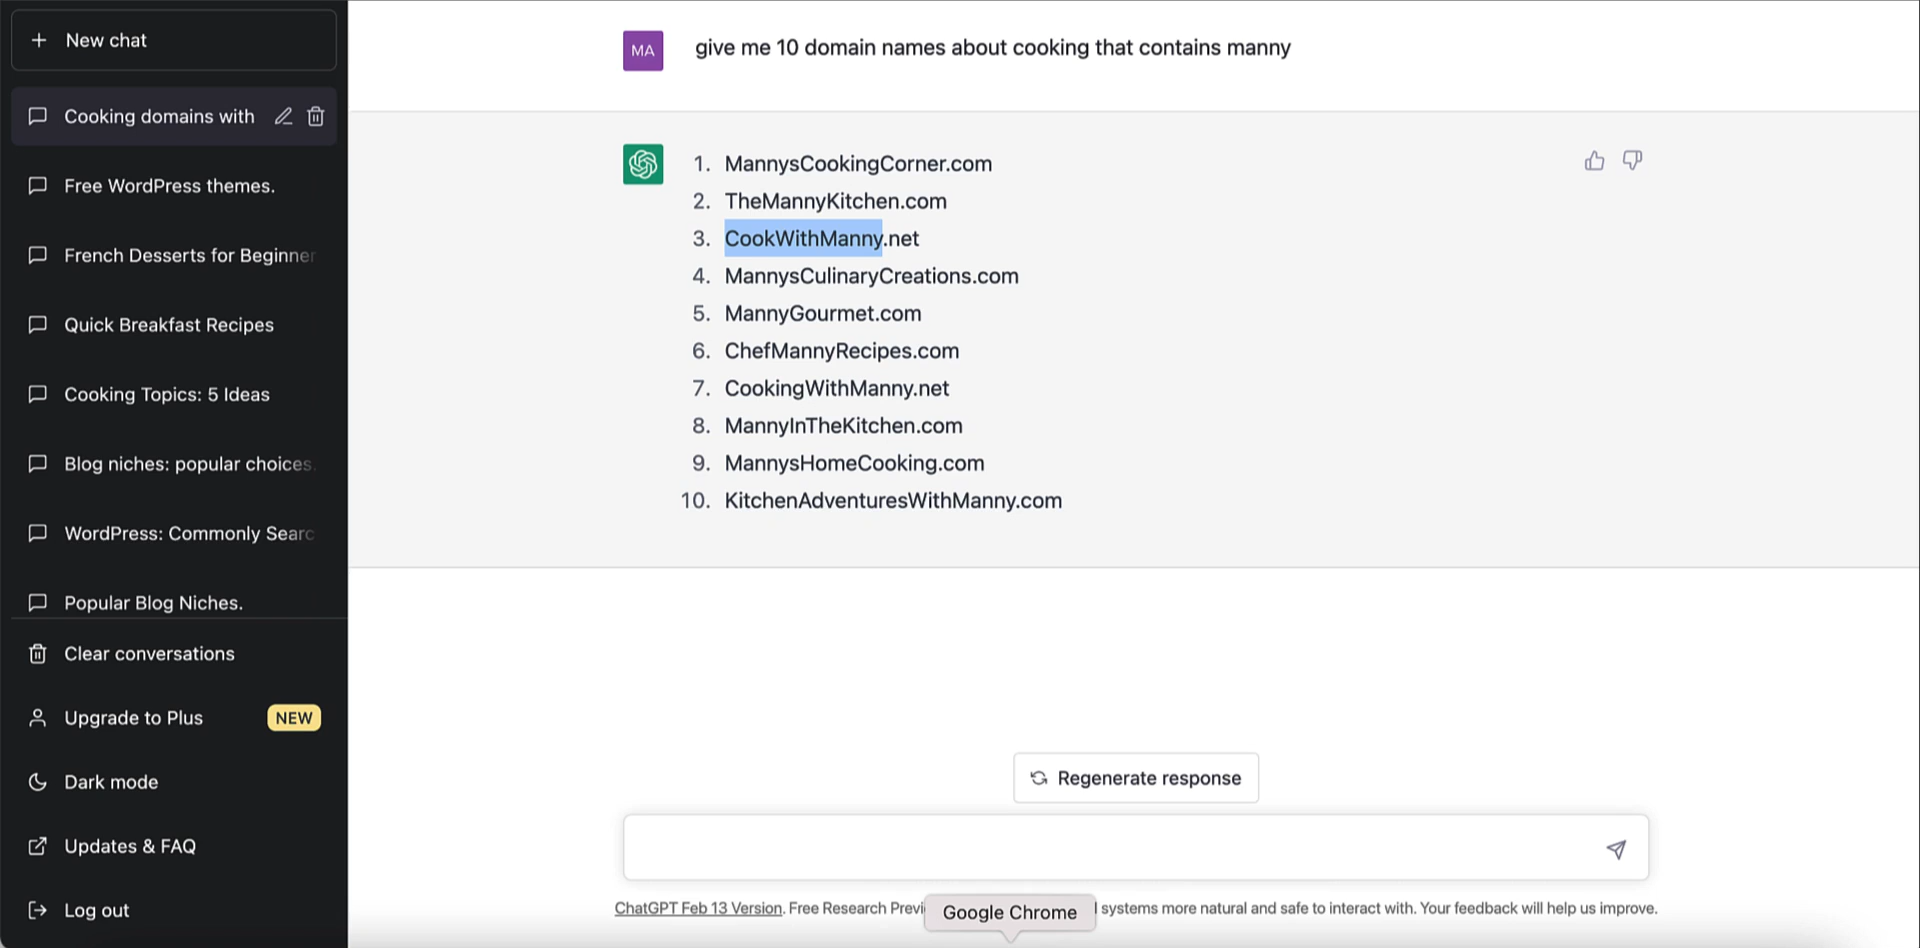 New chat
Cooking domains with
Free WordPress themes.
French Desserts for Beginner
Quick Breakfast Recipes
Cooking Topics: 5 Ideas
Blog niches: popular choices.
WordPress: Commonly Searc
Popular Blog Niches.
Clear conversations
Upgrade to Plus NEW
Dark mode
Updates & FAQ
Log out
MA give me 10 domain names about cooking that contains manny
1. MannysCookingCorner.com
2. TheMannyKitchen.com
3. CookWithManny.net
4. MannysCulinaryCreations.com
5. MannyGourmet.com
6. ChefMannyRecipes.com
7. CookingWithManny.net
8. MannyInTheKitchen.com
9. MannysHomeCooking.com
10. KitchenAdventuresWithManny.com
Regenerate response
ChatGPT Feb 13 Version. Free Research Previ systems more natural and safe to interact with. Your feedback will help us improve.
Google Chrome